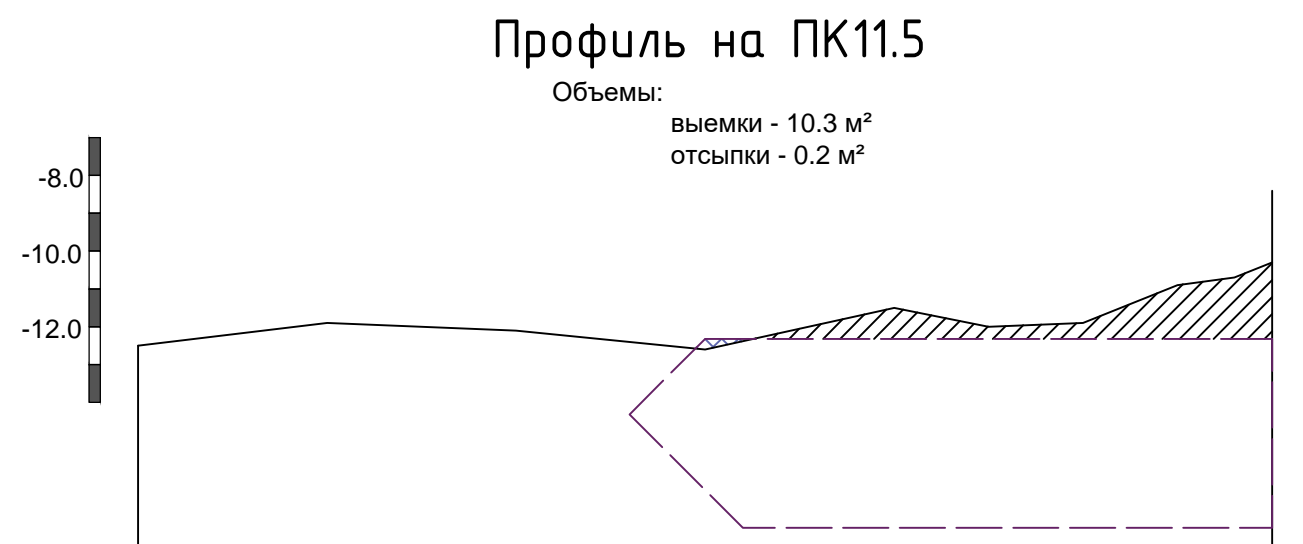 Профиль на ПК11.5
Объемы:
выемки - 10.3 м²
отсыпки - 0.2 м²
-8.0
-10.0
-12.0